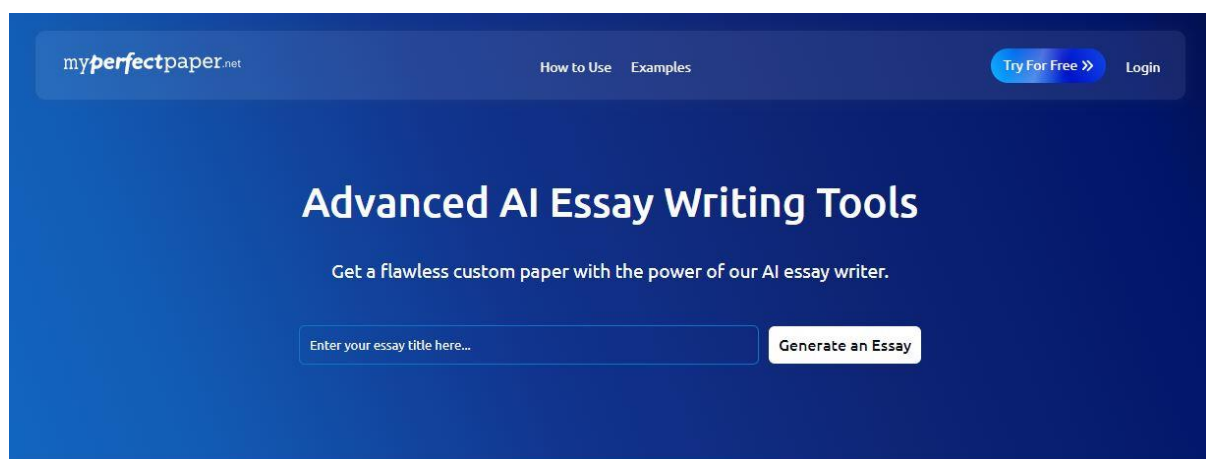 myperfectpaper.net
How to Use Examples
Try For Free »
Login
Advanced AI Essay Writing Tools
Get a flawless custom paper with the power of our AI essay writer.
Enter your essay title here...
Generate an Essay